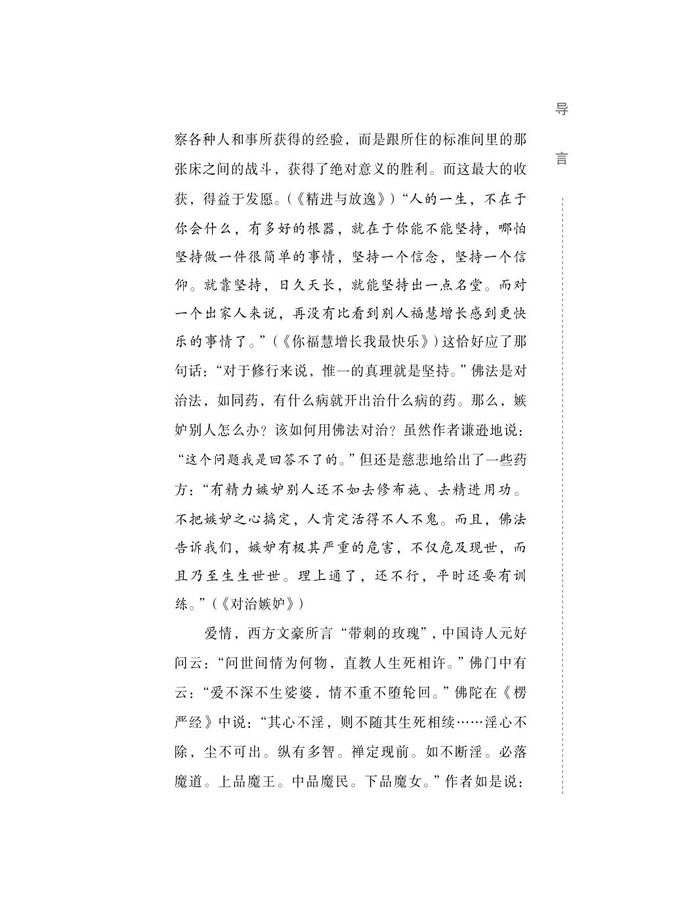 导言
察各种人和事所获得的经验，而是跟所住的标准间里的那
张床之间的战斗，获得了绝对意义的胜利。而这最大的收
获，得益于发愿。(《精进与放逸》)“人的一生，不在于
你会什么，有多好的根器，就在于你能不能坚持，哪怕
坚持做一件很简单的事情，坚持一个信念，坚持一个信
仰。就靠坚持，日久天长，就能坚持出一点名堂。而对
一个出家人来说，再没有比看到别人福慧增长感到更快
乐的事情了。”(《你福慧增长我最快乐》)这恰好应了那
句话：“对于修行来说，惟一的真理就是坚持。”佛法是对
治法，如同药，有什么病就开出治什么病的药。那么，嫉
妒别人怎么办？该如何用佛法对治？虽然作者谦逊地说：
“这个问题我是回答不了的。”但还是慈悲地给出了一些药
方：“有精力嫉妒别人还不如去修布施、去精进用功。
不把嫉妒之心搞定，人肯定活得不人不鬼。而且，佛法
告诉我们，嫉妒有极其严重的危害，不仅危及现世，而
且乃至生生世世。理上通了，还不行，平时还要有训
练。”(《对治嫉妒》)
爱情，西方文豪所言“带刺的玫瑰”，中国诗人元好
问云：“问世间情为何物，直教人生死相许。”佛门中有
云：“爱不深不生娑婆，情不重不堕轮回。”佛陀在《楞
严经》中说：“其心不淫，则不随其生死相续……淫心不
除，尘不可出。纵有多智。禅定现前。如不断淫。必落
魔道。上品魔王。中品魔民。下品魔女。”作者如是说：